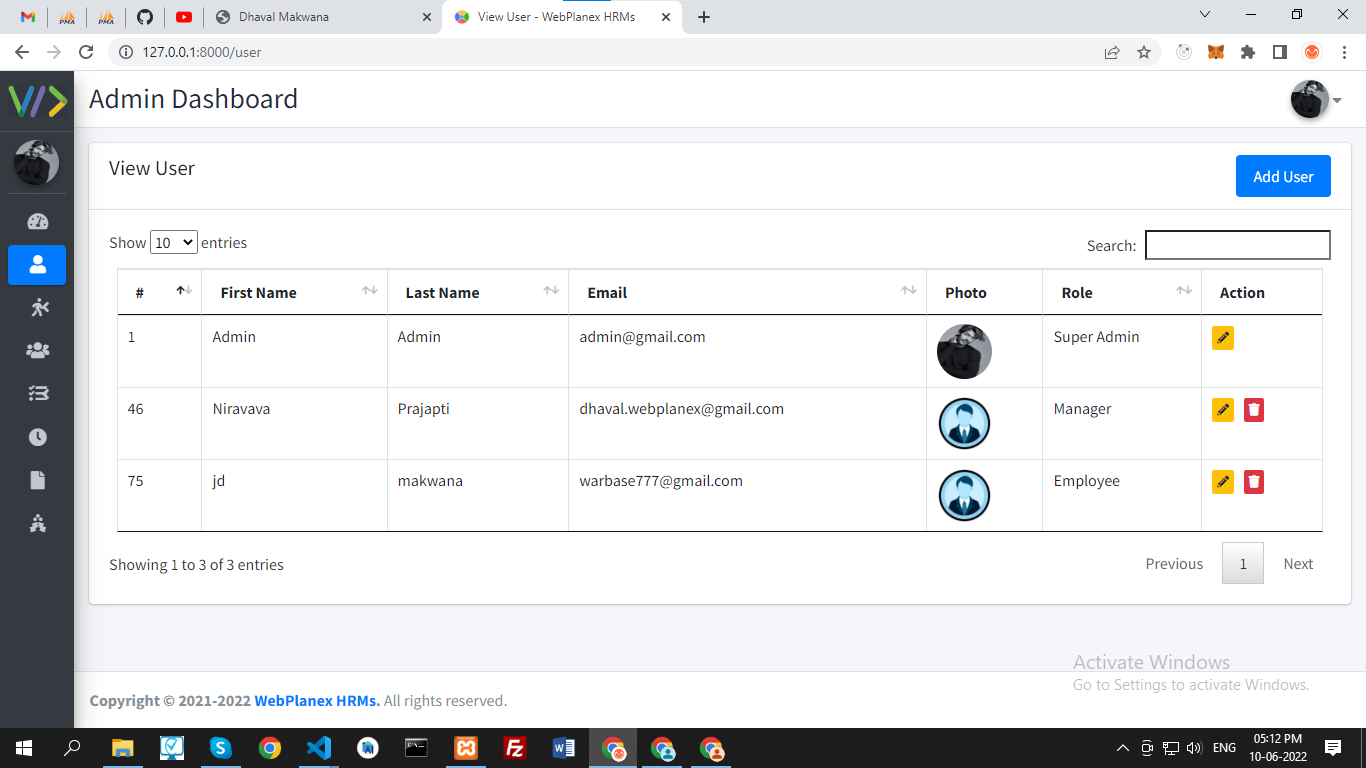 Dhaval Makwana
View User - WebPlanex HRMs
127.0.0.1:8000/user
Admin Dashboard
View User
Add User
Show 10 entries
Search:
# First Name Last Name Email Photo Role Action
1 Admin Admin admin@gmail.com Super Admin
46 Niravava Prajapti dhaval.webplanex@gmail.com Manager
75 jd makwana warbase777@gmail.com Employee
Showing 1 to 3 of 3 entries
Previous 1 Next
Activate Windows
Go to Settings to activate Windows.
Copyright © 2021-2022 WebPlanex HRMs. All rights reserved.
ENG
05:12 PM
10-06-2022